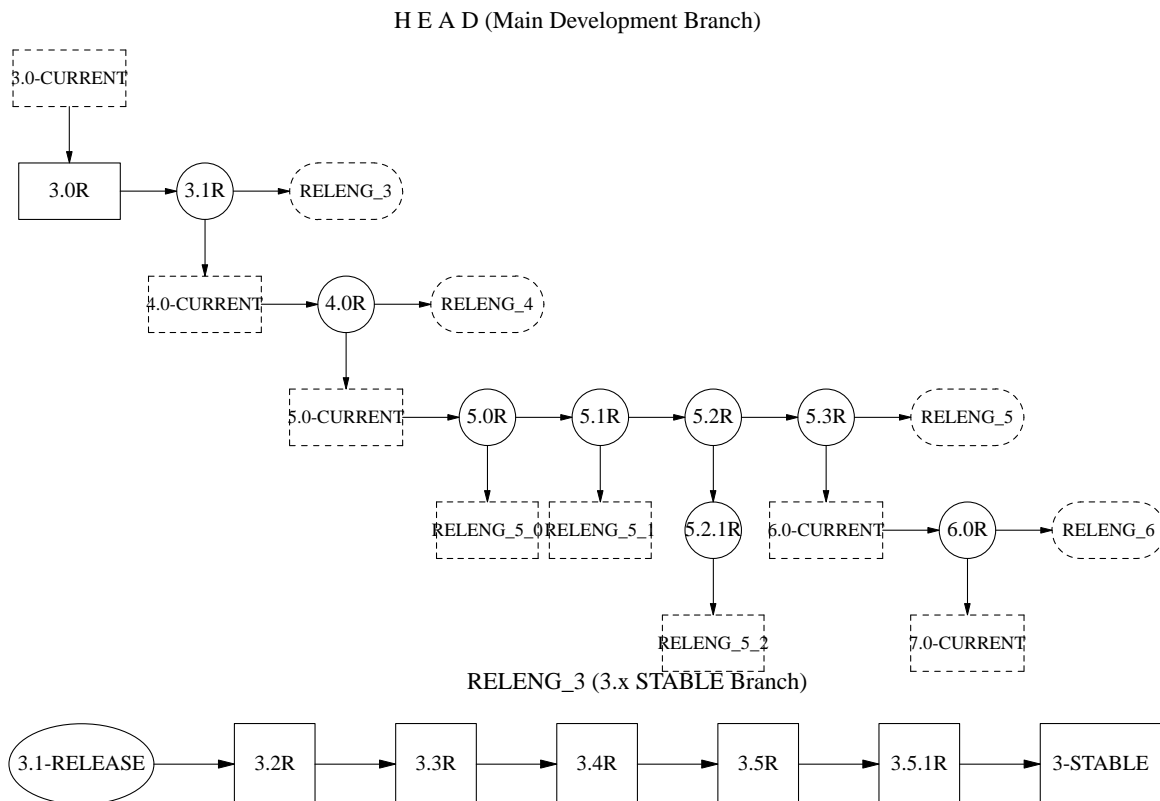 H E A D (Main Development Branch)
3.0-CURRENT
3.0R
3.1R
RELENG_3
4.0-CURRENT
4.0R
RELENG_4
5.0-CURRENT
5.0R
5.1R
5.2R
5.3R
RELENG_5
RELENG_5_0
RELENG_5_1
5.2.1R
6.0-CURRENT
6.0R
RELENG_6
RELENG_5_2
7.0-CURRENT
RELENG_3 (3.x STABLE Branch)
3.1-RELEASE
3.2R
3.3R
3.4R
3.5R
3.5.1R
3-STABLE